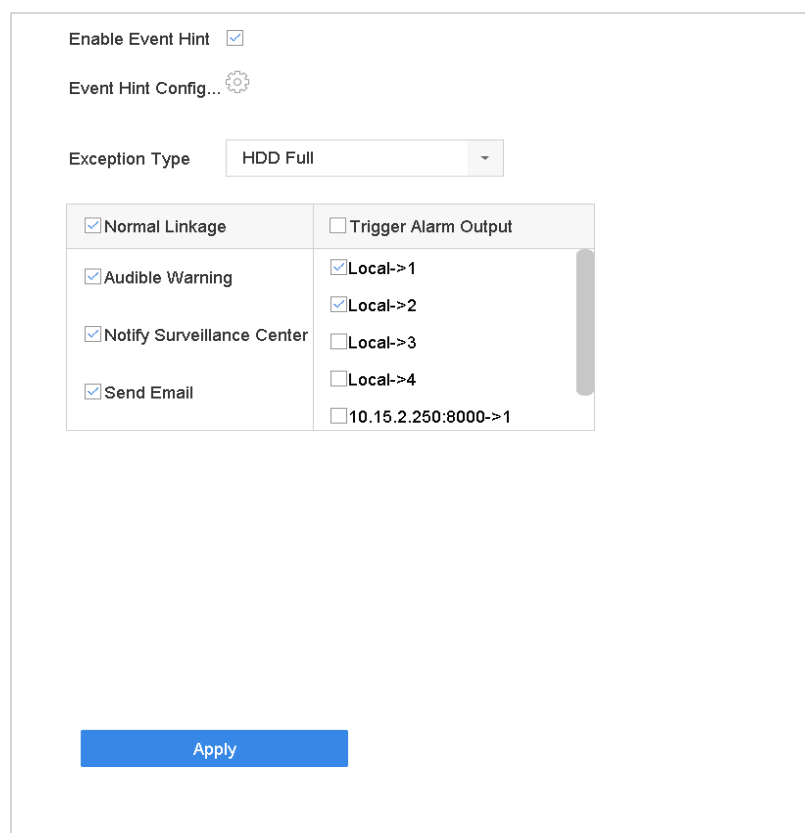 Enable Event Hint
Event Hint Config...
Exception Type HDD Full
Normal Linkage Trigger Alarm Output
Audible Warning
Notify Surveillance Center
Send Email
Local->1
Local->2
Local->3
Local->4
10.15.2.250:8000->1
Apply